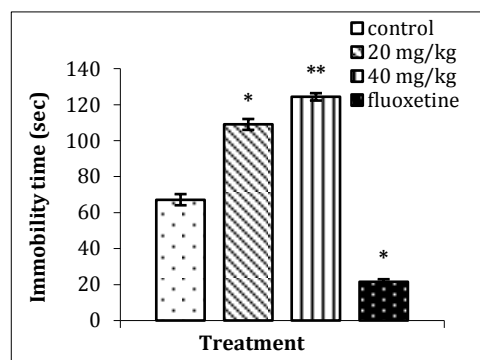 control
20 mg/kg
40 mg/kg
fluoxetine
140
120
100
80
60
40
20
0
Immobility time (sec)
*
**
*
Treatment